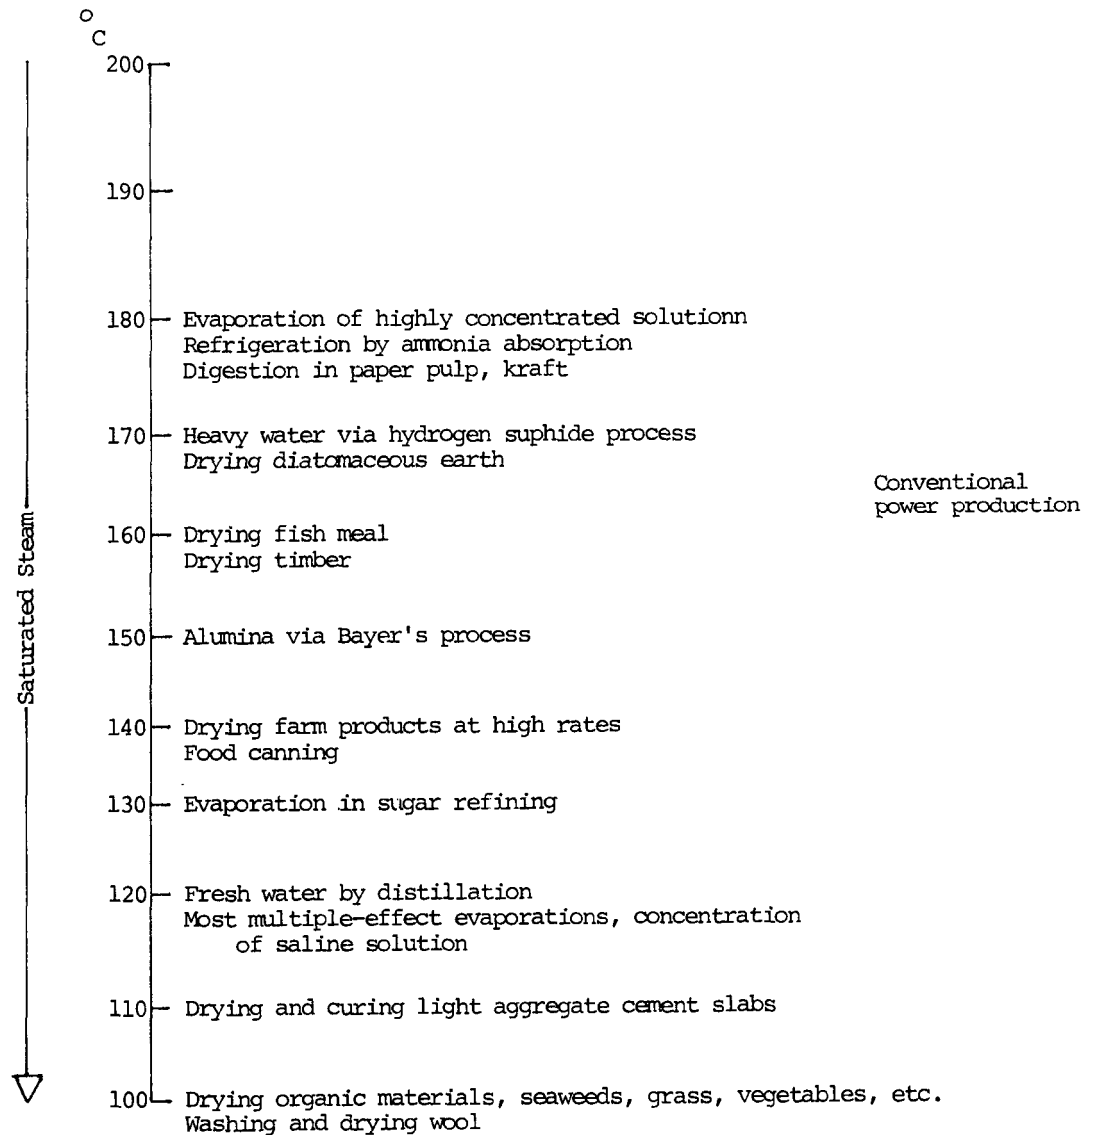 °C
200
190
180 Evaporation of highly concentrated solutionn
Refrigeration by ammonia absorption
Digestion in paper pulp, kraft
170 Heavy water via hydrogen suphide process
Drying diatomaceous earth
Conventional
power production
160 Drying fish meal
Drying timber
Saturated Steam
150 Alumina via Bayer's process
140 Drying farm products at high rates
Food canning
130 Evaporation in sugar refining
120 Fresh water by distillation
Most multiple-effect evaporations, concentration
of saline solution
110 Drying and curing light aggregate cement slabs
100 Drying organic materials, seaweeds, grass, vegetables, etc.
Washing and drying wool